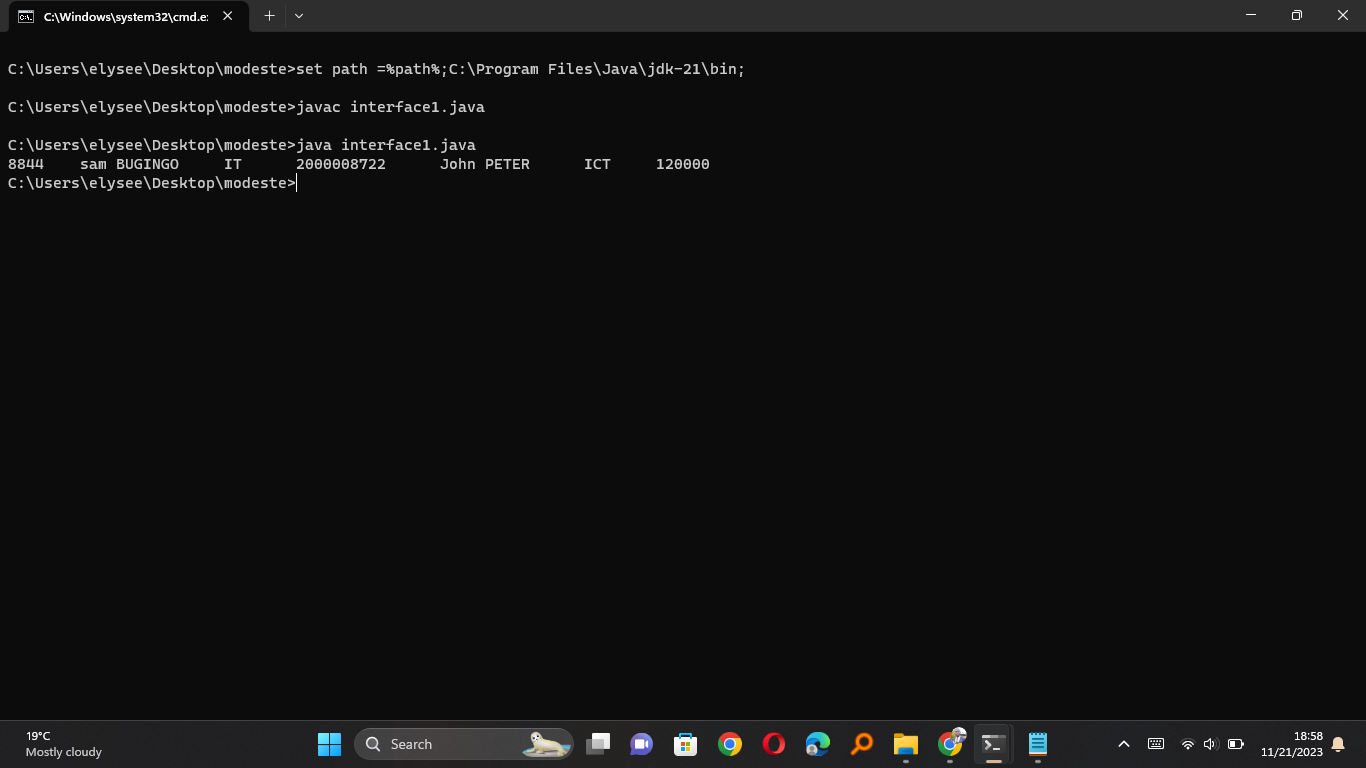 C:\Windows\system32\cmd.e:
C:\Users\elysee\Desktop\modeste>set path =%path%;C:\Program Files\Java\jdk-21\bin;
C:\Users\elysee\Desktop\modeste>javac interface1.java
C:\Users\elysee\Desktop\modeste>java interface1.java
8844    sam BUGINGO     IT      2000008722      John PETER      ICT     120000
C:\Users\elysee\Desktop\modeste>
19°C
Mostly cloudy
Search
18:58
11/21/2023